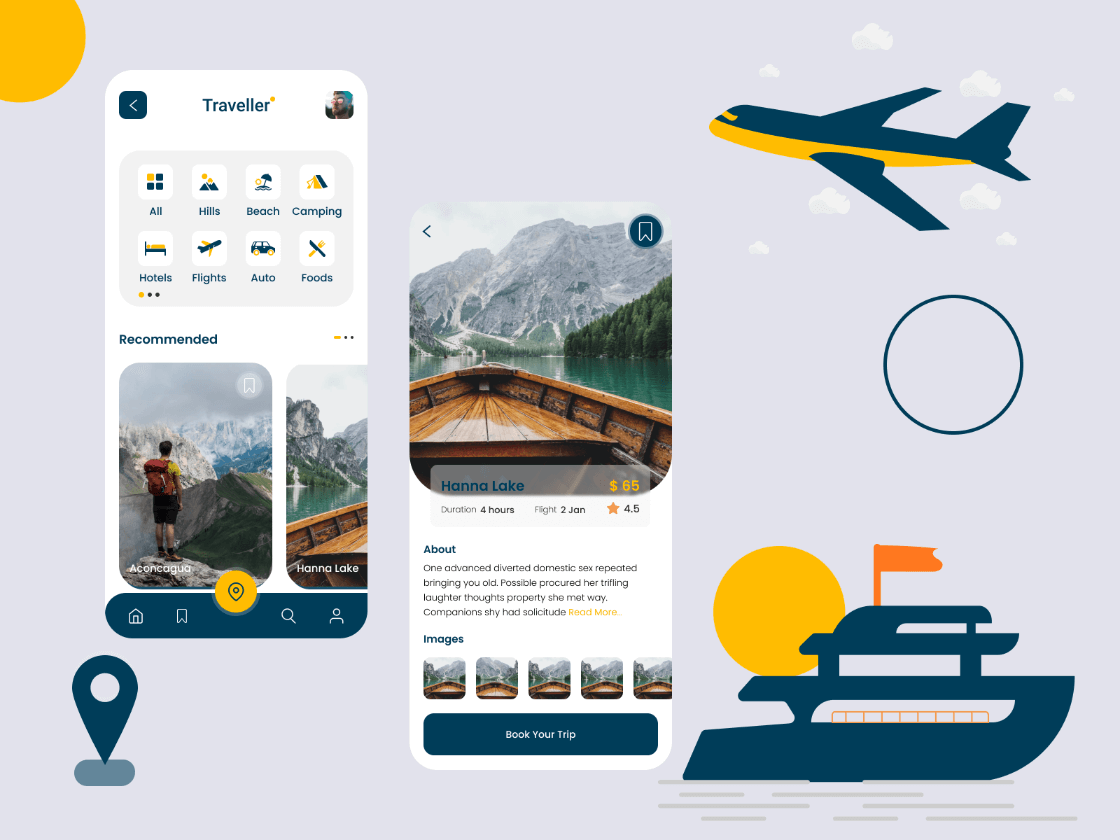 Traveller
All Hills Beach Camping
Hotels Flights Auto Foods
Recommended
Aconcagua
Hanna Lake
Hanna Lake $ 65
Duration 4 hours Flight 2 Jan 4.5
About
One advanced diverted domestic sex repeated
bringing you old. Possible procured her trifling
laughter thoughts property she met way.
Companions shy had solicitude Read More..
Images
Book Your Trip